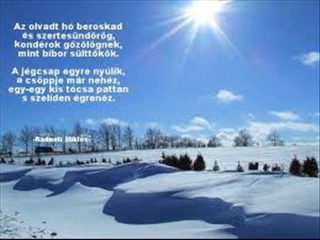 Az olvadt hó beroskad
és szertesündörög,
kondérok gőzölögnek,
mint bíbor sülttökök.
A jégcsap egyre nyúlik,
a csöppje már nehéz,
egy-egy kis tócsa pattan
s szeliden égrenéz.
-Radnóti Miklós-